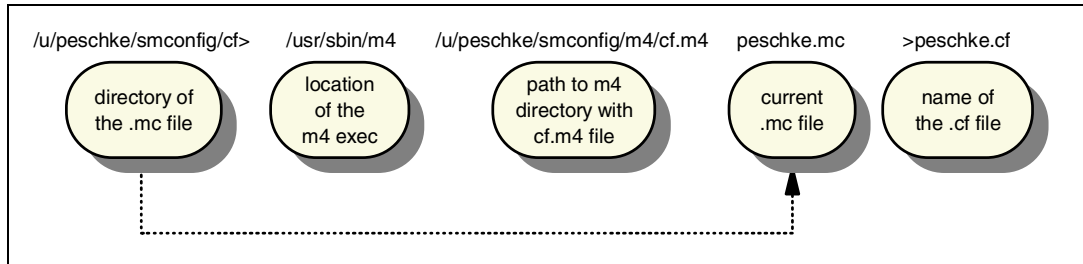 /u/peschke/smconfig/cf> /usr/sbin/m4 /u/peschke/smconfig/m4/cf.m4 peschke.mc >peschke.cf
directory of
the .mc file
location
of the
m4 exec
path to m4
directory with
cf.m4 file
current
.mc file
name of
the .cf file